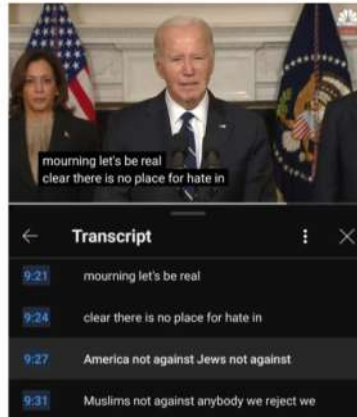 mourning let's be real
clear there is no place for hate in
Transcript
9:21 mourning let's be real
9:24 clear there is no place for hate in
9:27 America not against Jews not against
9:31 Muslims not against anybody we reject we